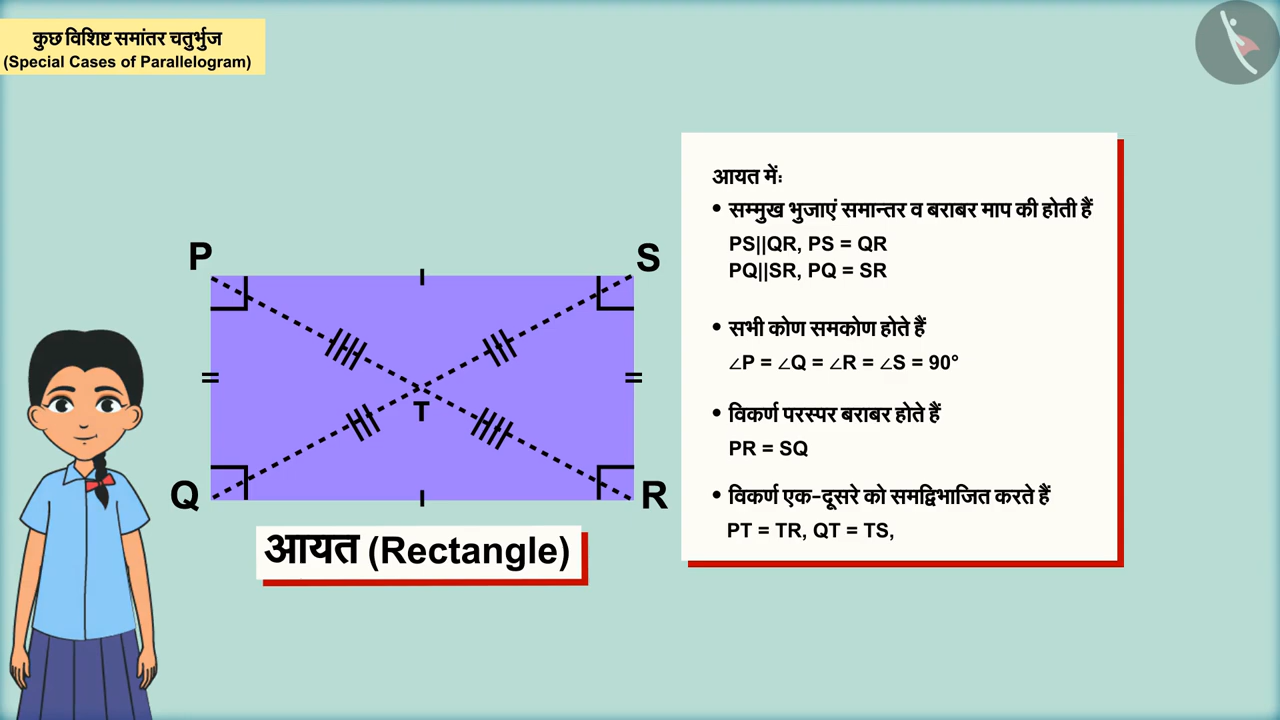 कुछ विशिष्ट समांतर चतुर्भुज
(Special Cases of Parallelogram)
P
S
T
Q
R
आयत (Rectangle)
आयत में:
• सम्मुख भुजाएं समान्तर व बराबर माप की होती हैं
PS||QR, PS = QR
PQ||SR, PQ = SR
• सभी कोण समकोण होते हैं
∠P = ∠Q = ∠R = ∠S = 90°
• विकर्ण परस्पर बराबर होते हैं
PR = SQ
• विकर्ण एक-दूसरे को समद्विभाजित करते हैं
PT = TR, QT = TS,